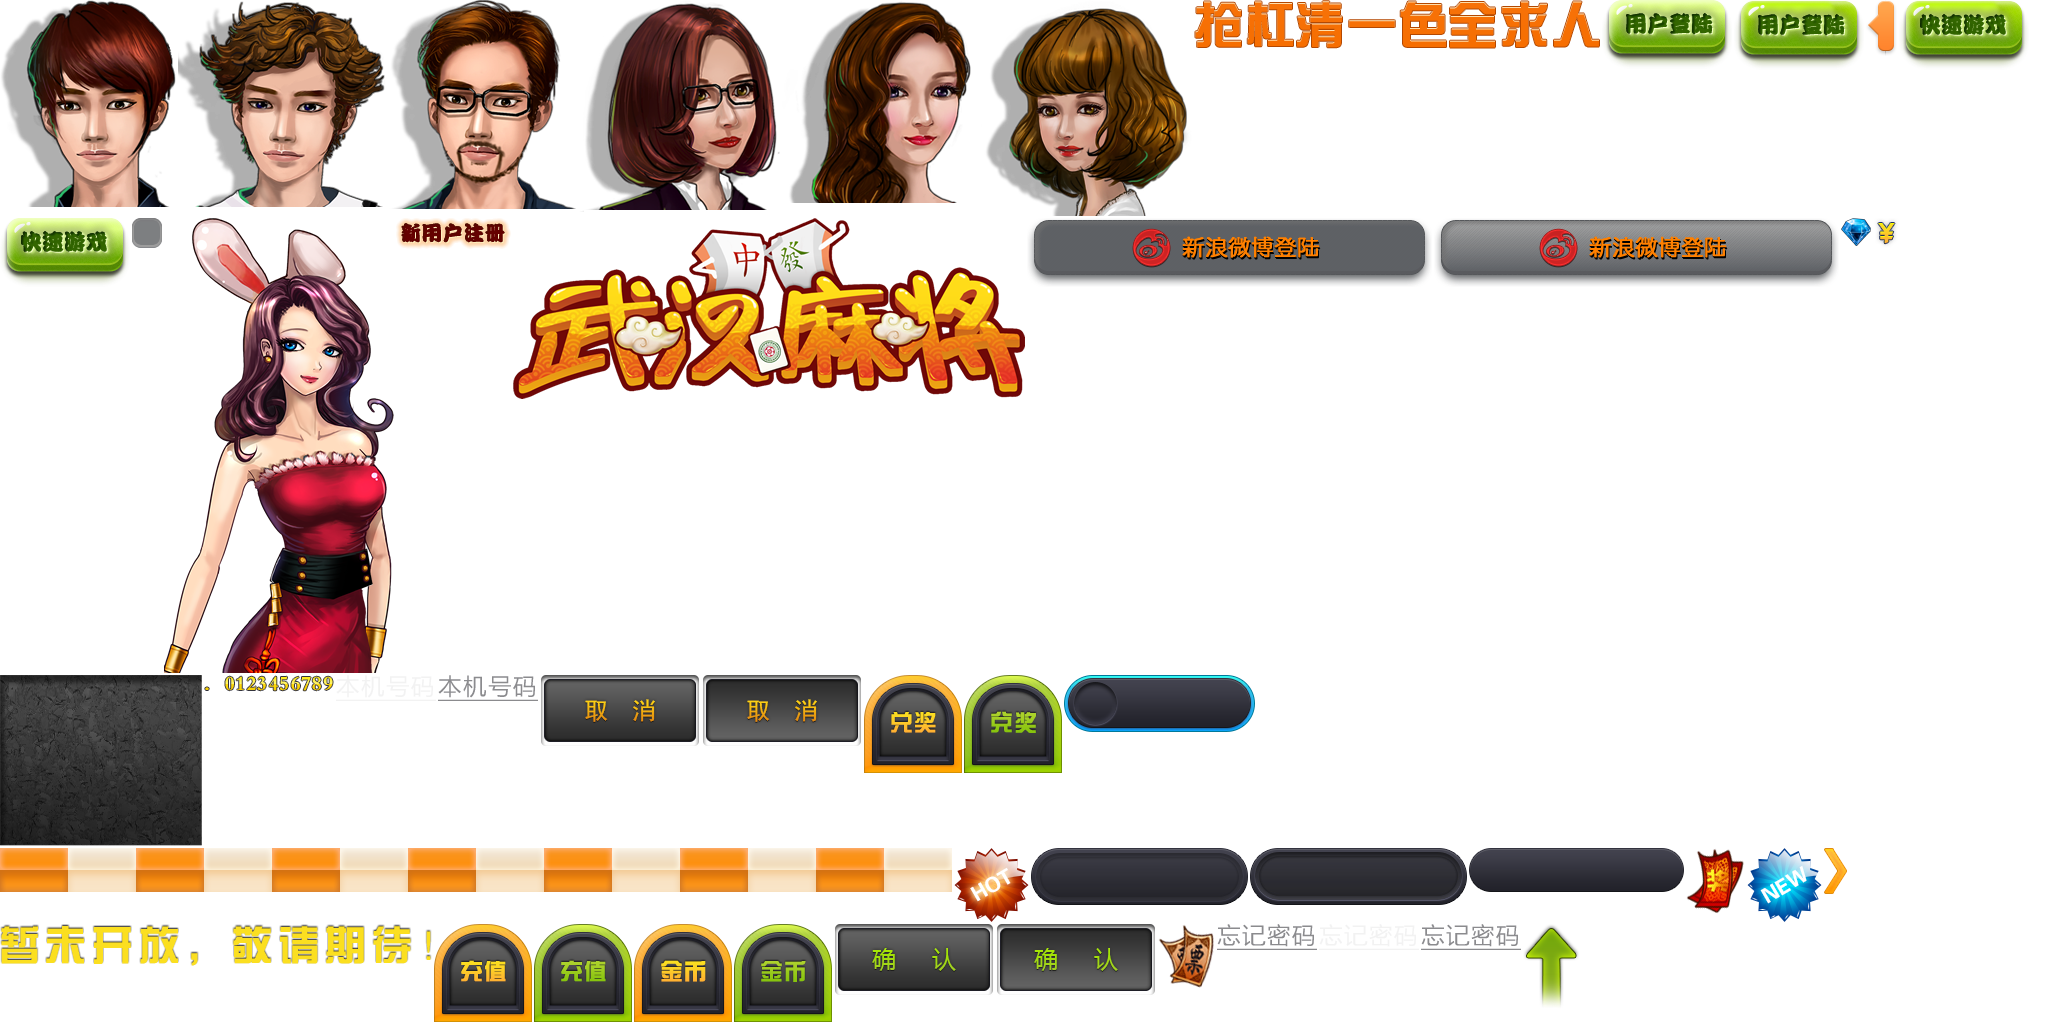 抢杠清一色全求人
用户登陆
用户登陆
快速游戏
快速游戏
新用户注册
中發
武汉麻将
新浪微博登陆
新浪微博登陆
¥
. 0123456789
本机号码
本机号码
取 消
取 消
兑奖
兑奖
HOT
奖
NEW
暂未开放，敬请期待！
充值
充值
金币
金币
确 认
确 认
票
忘记密码
忘记密码
忘记密码